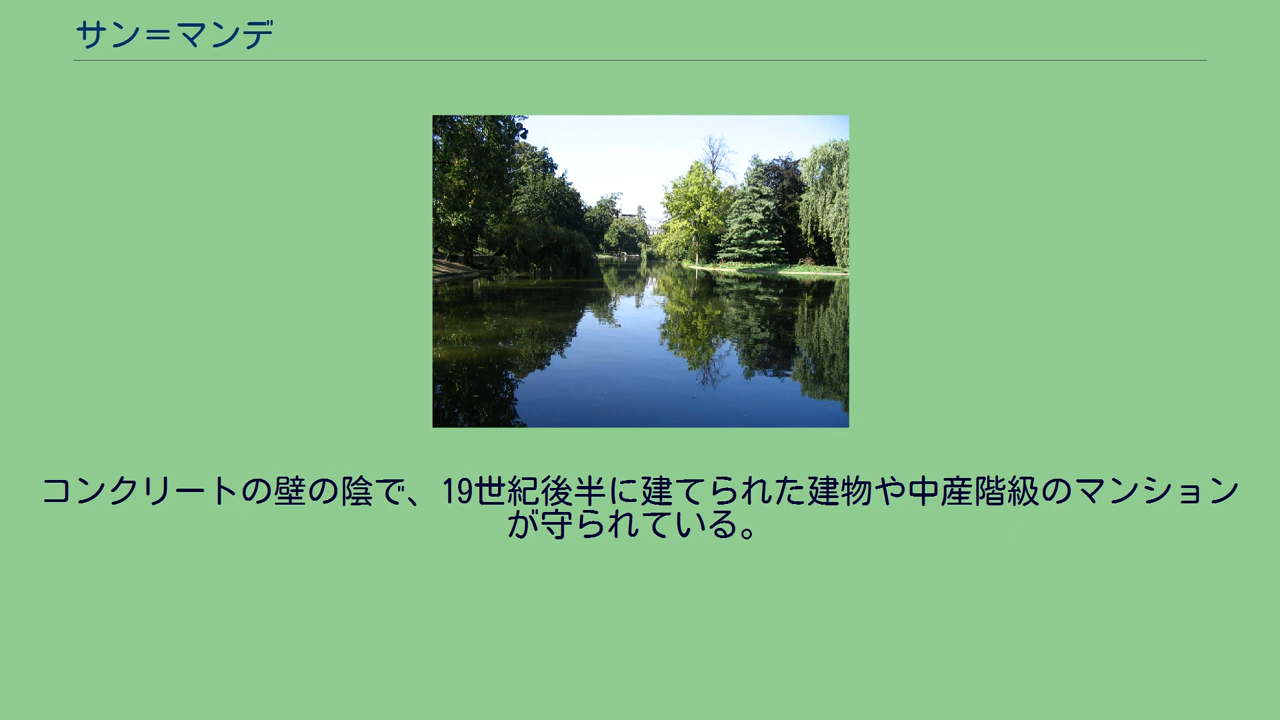 サン＝マンデ
コンクリートの壁の陰で、19世紀後半に建てられた建物や中産階級のマンション
が守られている。